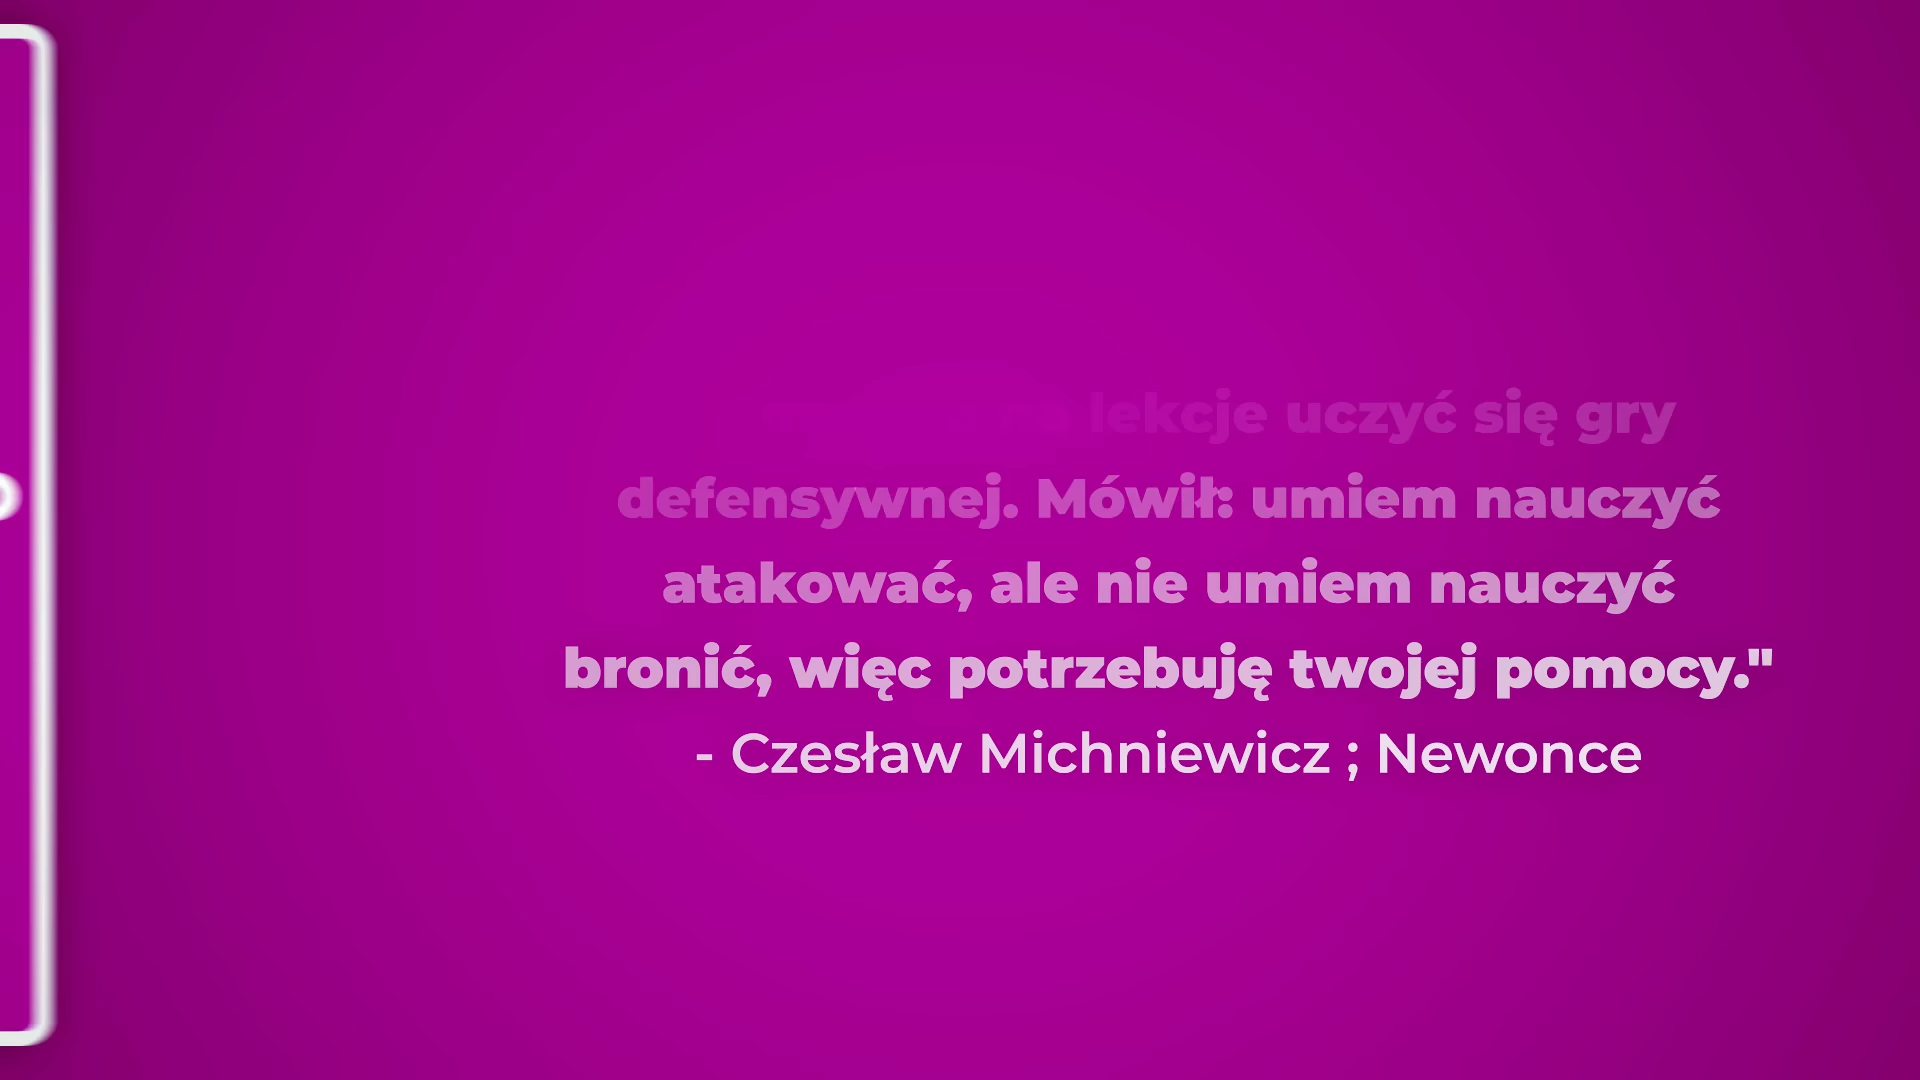 na lekcje uczyć się gry
defensywnej. Mówił: umiem nauczyć
atakować, ale nie umiem nauczyć
bronić, więc potrzebuję twojej pomocy."
- Czesław Michniewicz ; Newonce